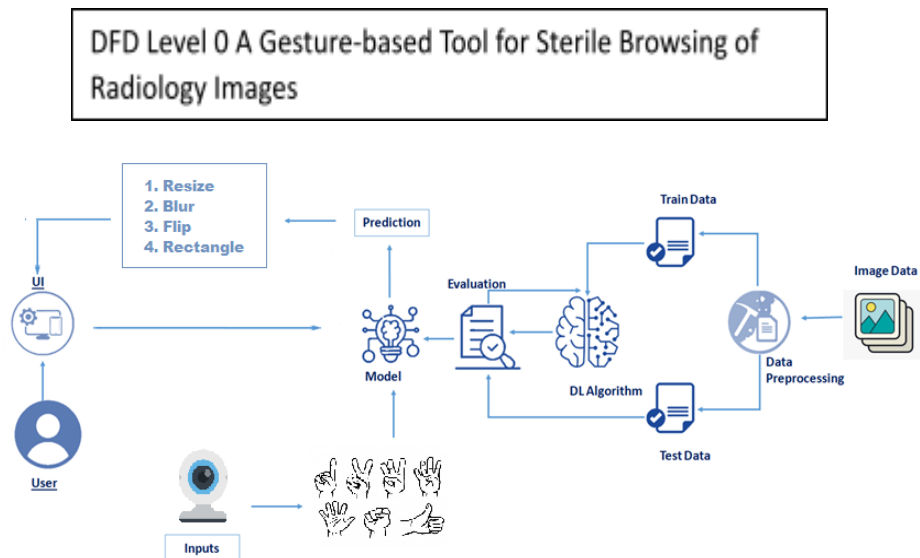 DFD Level 0 A Gesture-based Tool for Sterile Browsing of
Radiology Images
1. Resize
2. Blur
3. Flip
4. Rectangle
Prediction
Train Data
UI
Evaluation
Image Data
Model
DL Algorithm
Data
Preprocessing
User
Test Data
Inputs